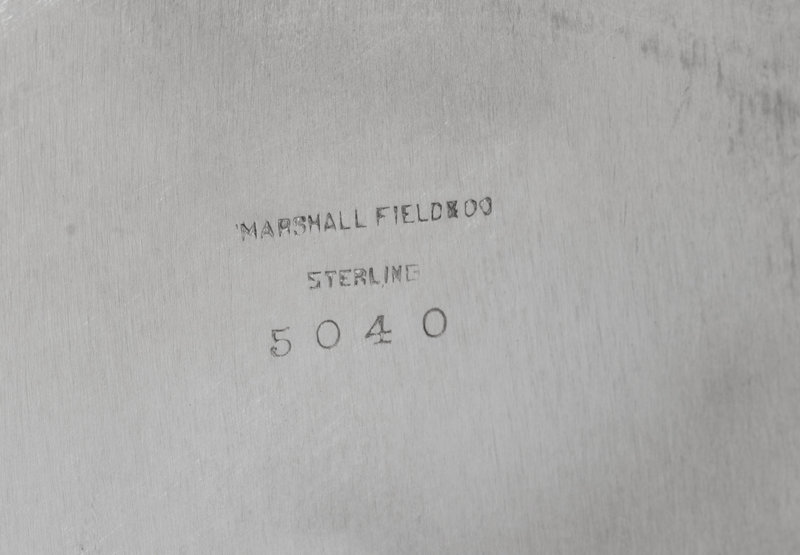 MARSHALL FIELD & CO
STERLING
5040